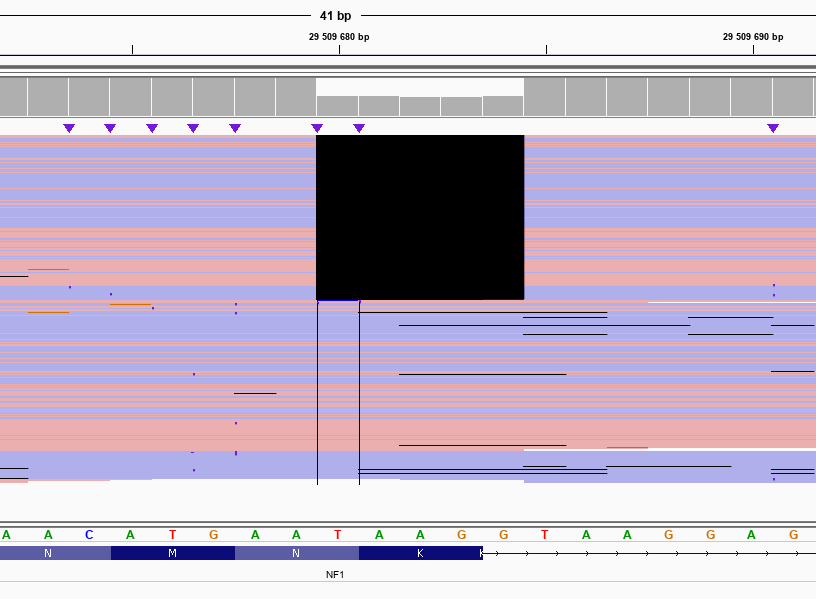 41 bp
29 509 680 bp 29 509 690 bp
A A C A T G A A T A A G G T A A G G A G
N M N K
NF1